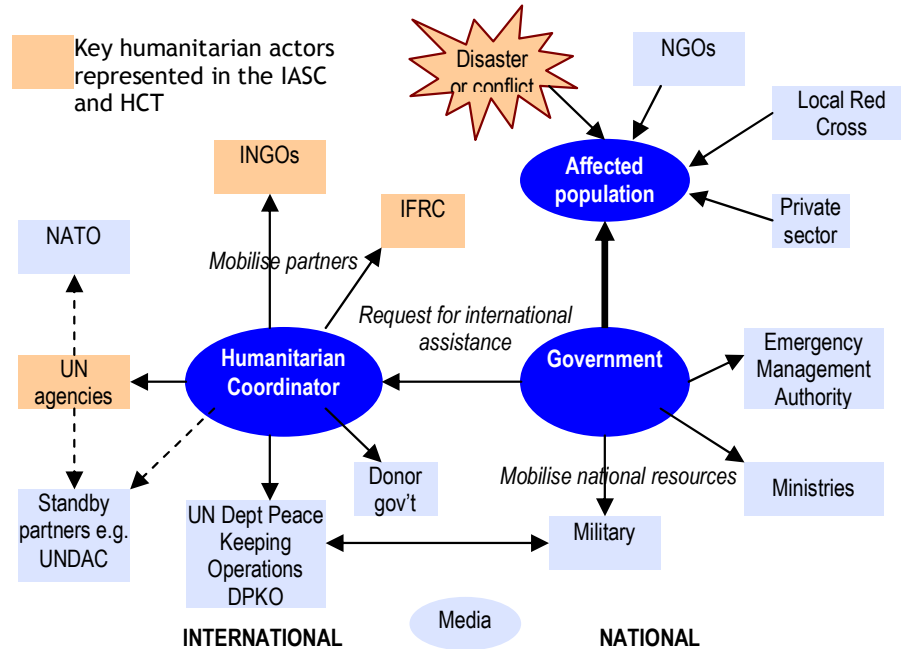 Key humanitarian actors
represented in the IASC
and HCT
Disaster
or conflict
NGOs
Local Red
Cross
INGOs
Affected
population
IFRC
Private
sector
NATO
Mobilise partners
Request for international
assistance
UN
agencies
Humanitarian
Coordinator
Government
Emergency
Management
Authority
Mobilise national resources
Standby
partners e.g.
UNDAC
UN Dept Peace
Keeping
Operations
DPKO
Donor
gov't
Military
Ministries
Media
INTERNATIONAL
NATIONAL